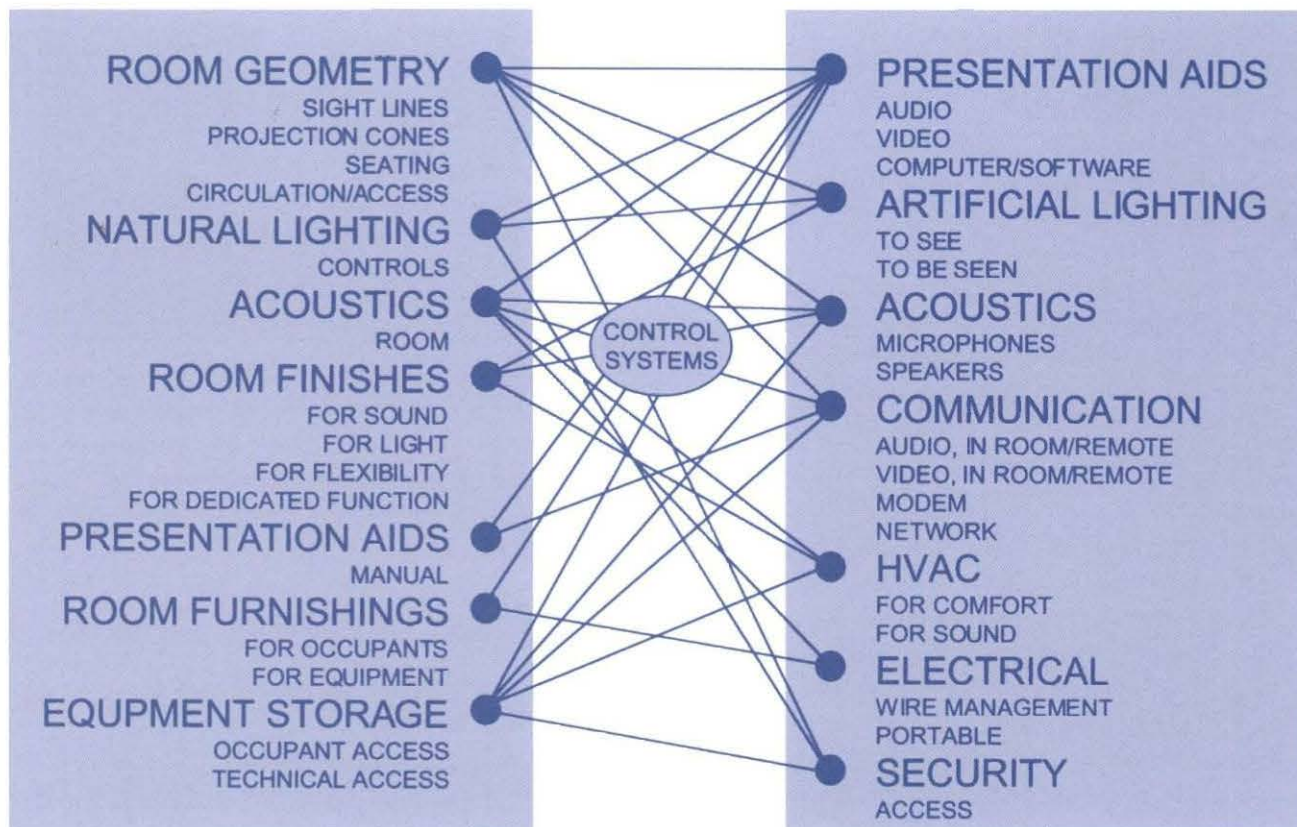 ROOM GEOMETRY
SIGHT LINES
PROJECTION CONES
SEATING
CIRCULATION/ACCESS
NATURAL LIGHTING
CONTROLS
ACOUSTICS
ROOM
ROOM FINISHES
FOR SOUND
FOR LIGHT
FOR FLEXIBILITY
FOR DEDICATED FUNCTION
PRESENTATION AIDS
MANUAL
ROOM FURNISHINGS
FOR OCCUPANTS
FOR EQUIPMENT
EQUPMENT STORAGE
OCCUPANT ACCESS
TECHNICAL ACCESS
CONTROL
SYSTEMS
PRESENTATION AIDS
AUDIO
VIDEO
COMPUTER/SOFTWARE
ARTIFICIAL LIGHTING
TO SEE
TO BE SEEN
ACOUSTICS
MICROPHONES
SPEAKERS
COMMUNICATION
AUDIO, IN ROOM/REMOTE
VIDEO, IN ROOM/REMOTE
MODEM
NETWORK
HVAC
FOR COMFORT
FOR SOUND
ELECTRICAL
WIRE MANAGEMENT
PORTABLE
SECURITY
ACCESS